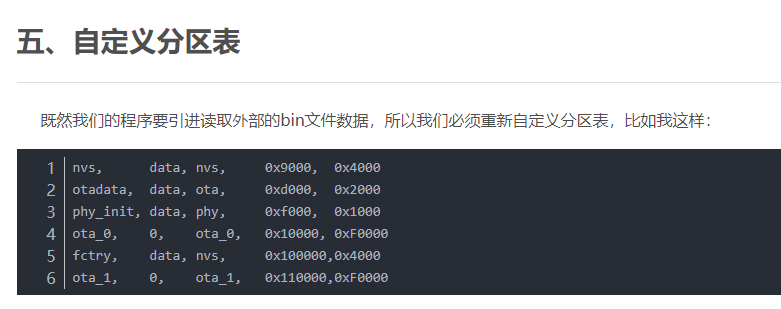 五、自定义分区表
既然我们的程序要引进读取外部的bin文件数据，所以我们必须重新自定义分区表，比如我这样：
1 nvs,      data, nvs,     0x9000,  0x4000
2 otadata,  data, ota,     0xd000,  0x2000
3 phy_init, data, phy,     0xf000,  0x1000
4 ota_0,    0,    ota_0,   0x10000, 0xF0000
5 fctry,    data, nvs,     0x100000,0x4000
6 ota_1,    0,    ota_1,   0x110000,0xF0000